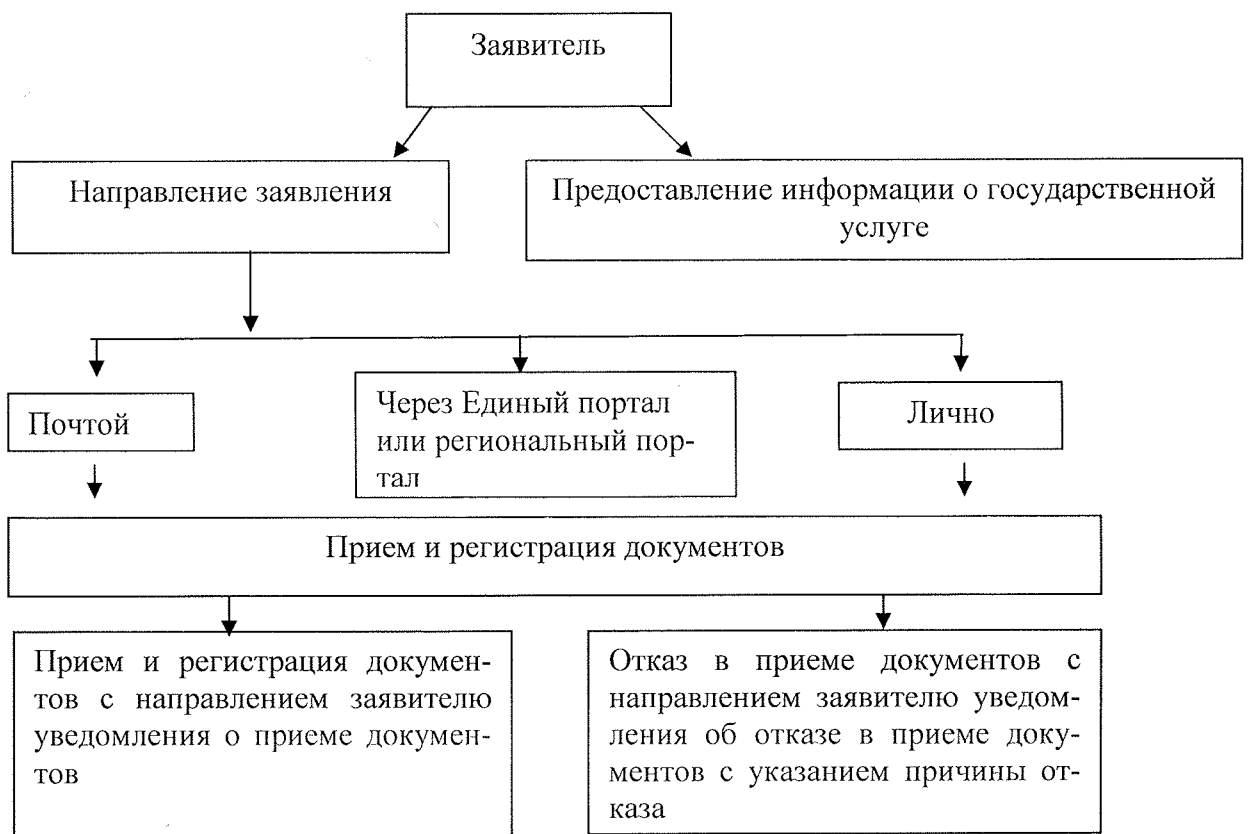 Заявитель
Направление заявления
Предоставление информации о государственной
услуге
Почтой
Через Единый портал
или региональный пор-
тал
Лично
Прием и регистрация документов
Прием и регистрация докумен-
тов с направлением заявителю
уведомления о приеме докумен-
тов
Отказ в приеме документов с
направлением заявителю уведом-
ления об отказе в приеме доку-
ментов с указанием причины от-
каза